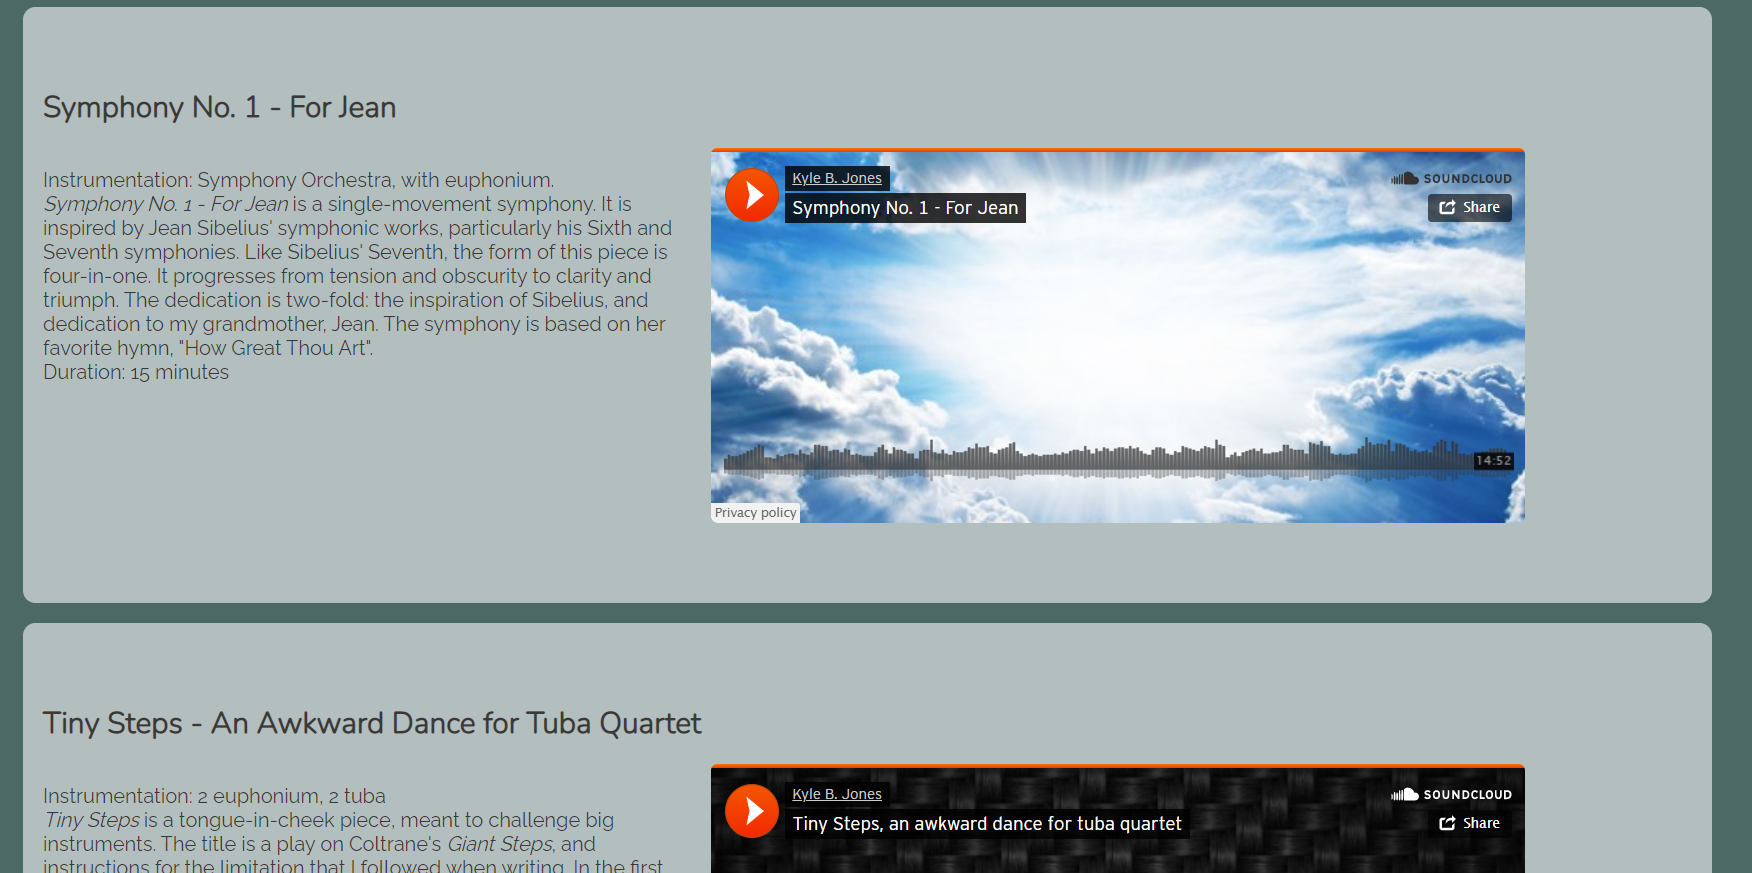 Symphony No. 1 - For Jean
Instrumentation: Symphony Orchestra, with euphonium.
Symphony No. 1 - For Jean is a single-movement symphony. It is
inspired by Jean Sibelius' symphonic works, particularly his Sixth and
Seventh symphonies. Like Sibelius' Seventh, the form of this piece is
four-in-one. It progresses from tension and obscurity to clarity and
triumph. The dedication is two-fold: the inspiration of Sibelius, and
dedication to my grandmother, Jean. The symphony is based on her
favorite hymn, "How Great Thou Art".
Duration: 15 minutes
Kyle B. Jones
Symphony No. 1 - For Jean
SOUNDCLOUD
Share
14:52
Privacy policy
Tiny Steps - An Awkward Dance for Tuba Quartet
Instrumentation: 2 euphonium, 2 tuba
Tiny Steps is a tongue-in-cheek piece, meant to challenge big
instruments. The title is a play on Coltrane's Giant Steps, and
instructions for the limitation that I followed when writing. In the first
Kyle B. Jones
Tiny Steps, an awkward dance for tuba quartet
SOUNDCLOUD
Share